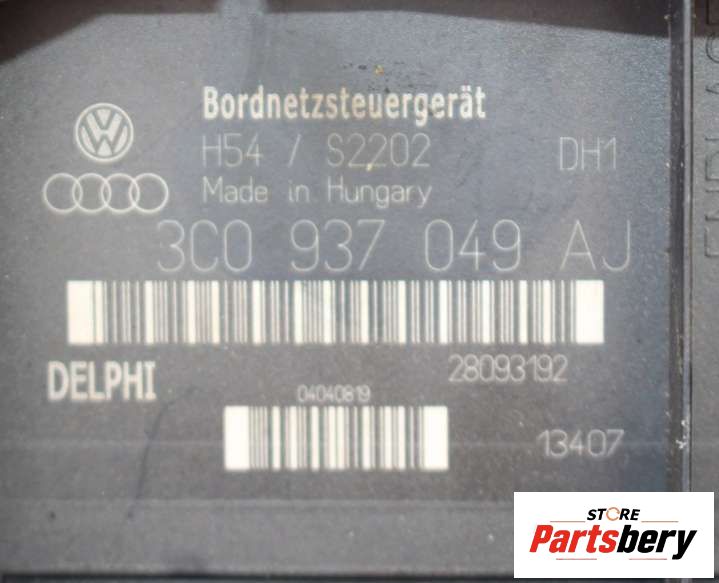 Bordnetzsteuergerät
H54 / S2202 DH1
Made in Hungary
3C0 937 049 AJ
DELPHI
28093192
04040819
13407
STORE
Partsbery